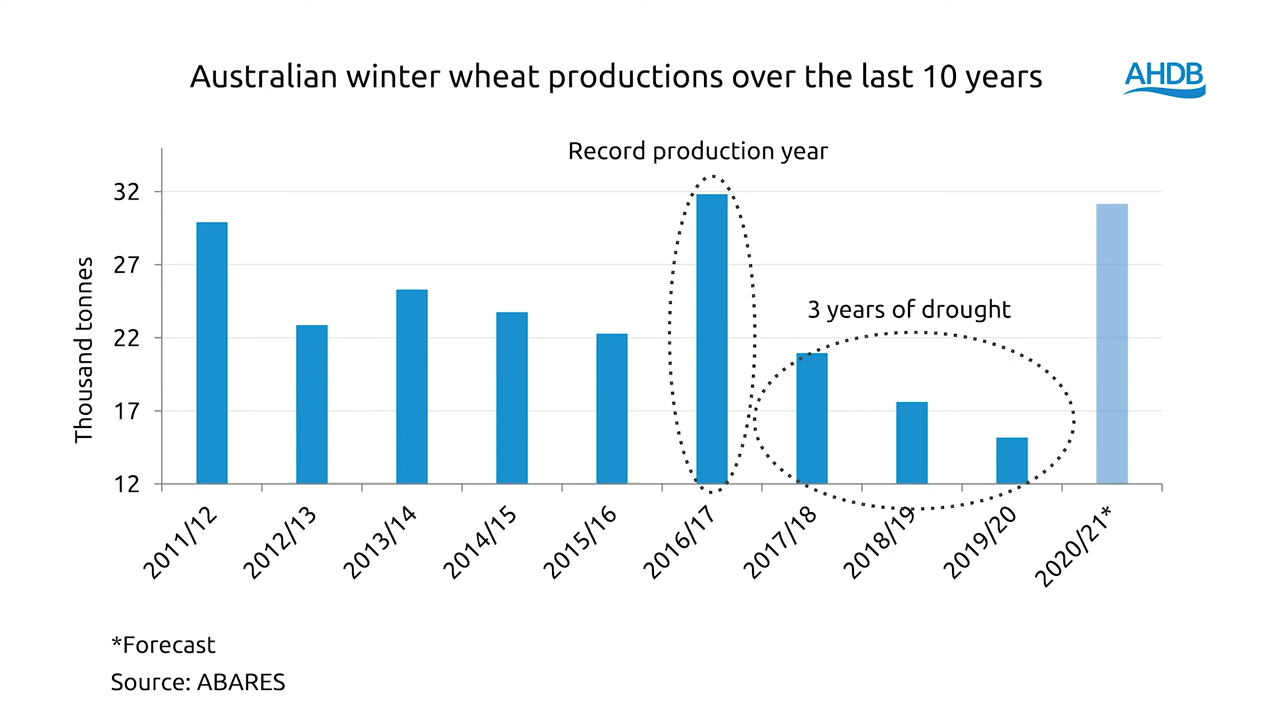 Australian winter wheat productions over the last 10 years
AHDB
Record production year
3 years of drought
Thousand tonnes
32
27
22
17
12
2011/12
2012/13
2013/14
2014/15
2015/16
2016/17
2017/18
2018/19
2019/20
2020/21*
*Forecast
Source: ABARES